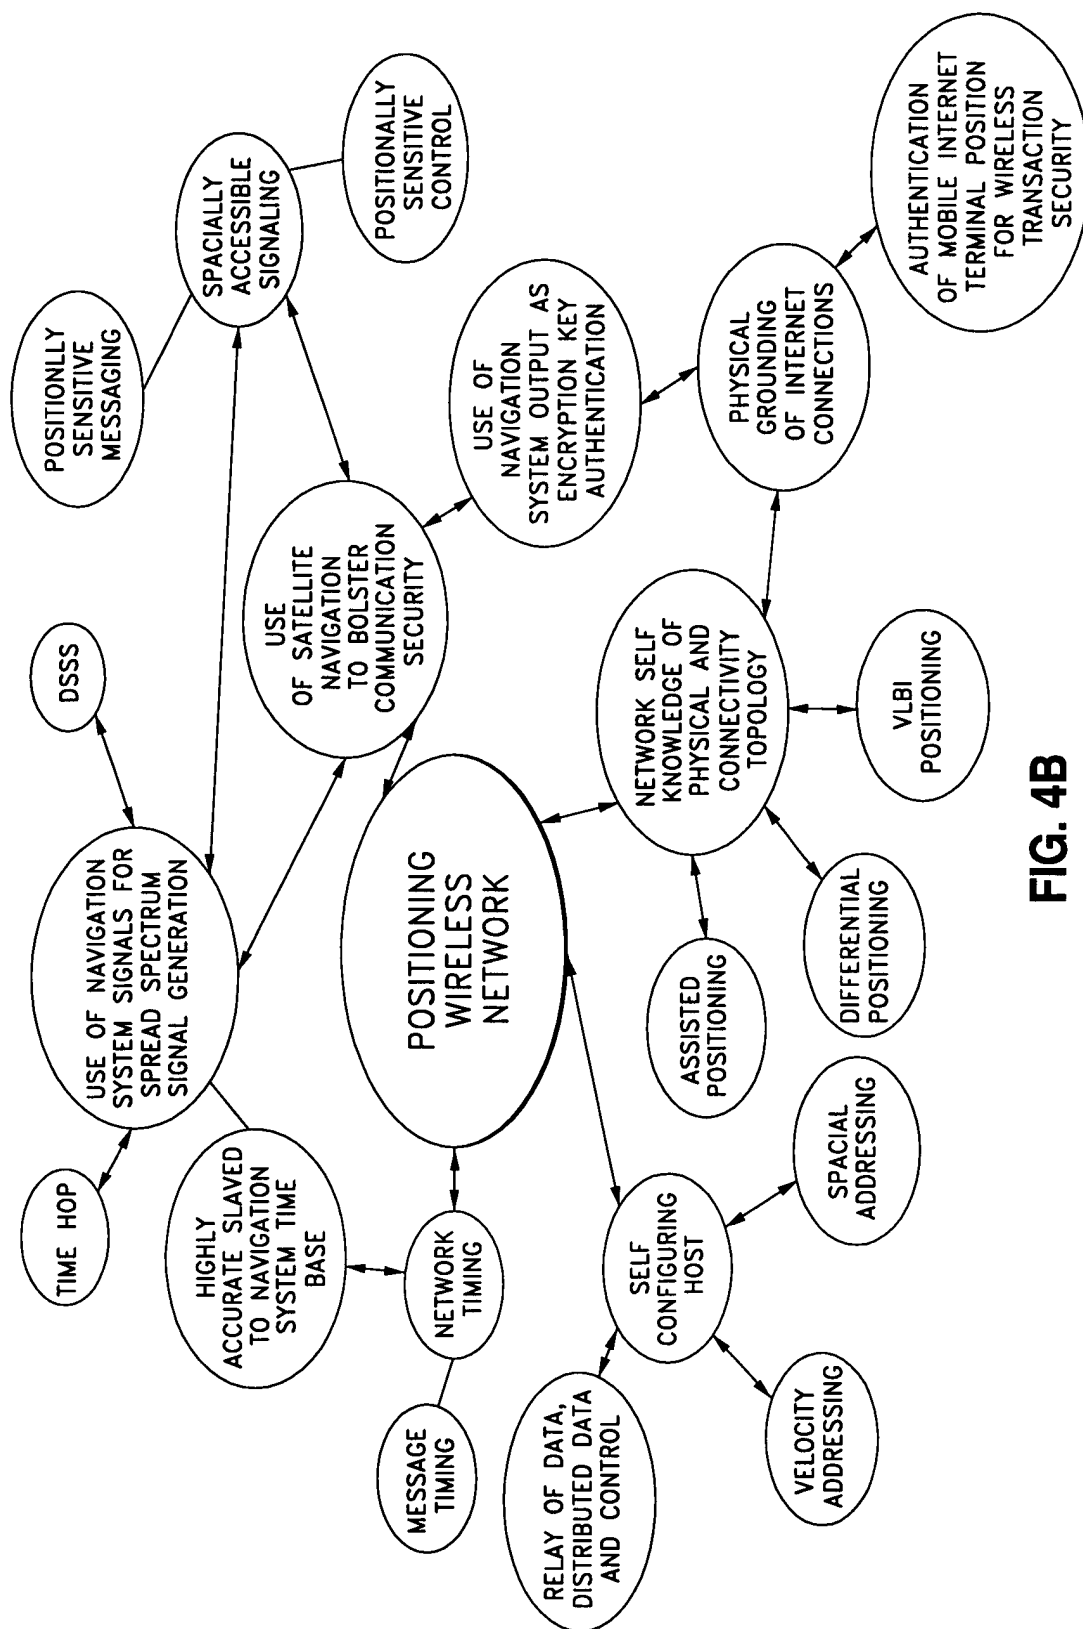 TIME HOP
USE OF NAVIGATION
SYSTEM SIGNALS FOR
SPREAD SPECTRUM
SIGNAL GENERATION
DSSS
POSITIONLLY
SENSITIVE
MESSAGING
HIGHLY
ACCURATE SLAVED
TO NAVIGATION
SYSTEM TIME
BASE
USE
OF SATELLITE
NAVIGATION
TO BOLSTER
COMMUNICATION
SECURITY
SPACIALLY
ACCESSIBLE
SIGNALING
POSITIONALLY
SENSITIVE
CONTROL
MESSAGE
TIMING
NETWORK
TIMING
POSITIONING
WIRELESS
NETWORK
USE OF
NAVIGATION
SYSTEM OUTPUT AS
ENCRYPTION KEY
AUTHENTICATION
RELAY OF DATA,
DISTRIBUTED DATA
AND CONTROL
SELF
CONFIGURING
HOST
ASSISTED
POSITIONING
NETWORK SELF
KNOWLEDGE OF
PHYSICAL AND
CONNECTIVITY
TOPOLOGY
PHYSICAL
GROUNDING
OF INTERNET
CONNECTIONS
VELOCITY
ADDRESSING
SPACIAL
ADDRESSING
DIFFERENTIAL
POSITIONING
VLBI
POSITIONING
AUTHENTICATION
OF MOBILE INTERNET
TERMINAL POSITION
FOR WIRELESS
TRANSACTION
SECURITY
FIG. 4B